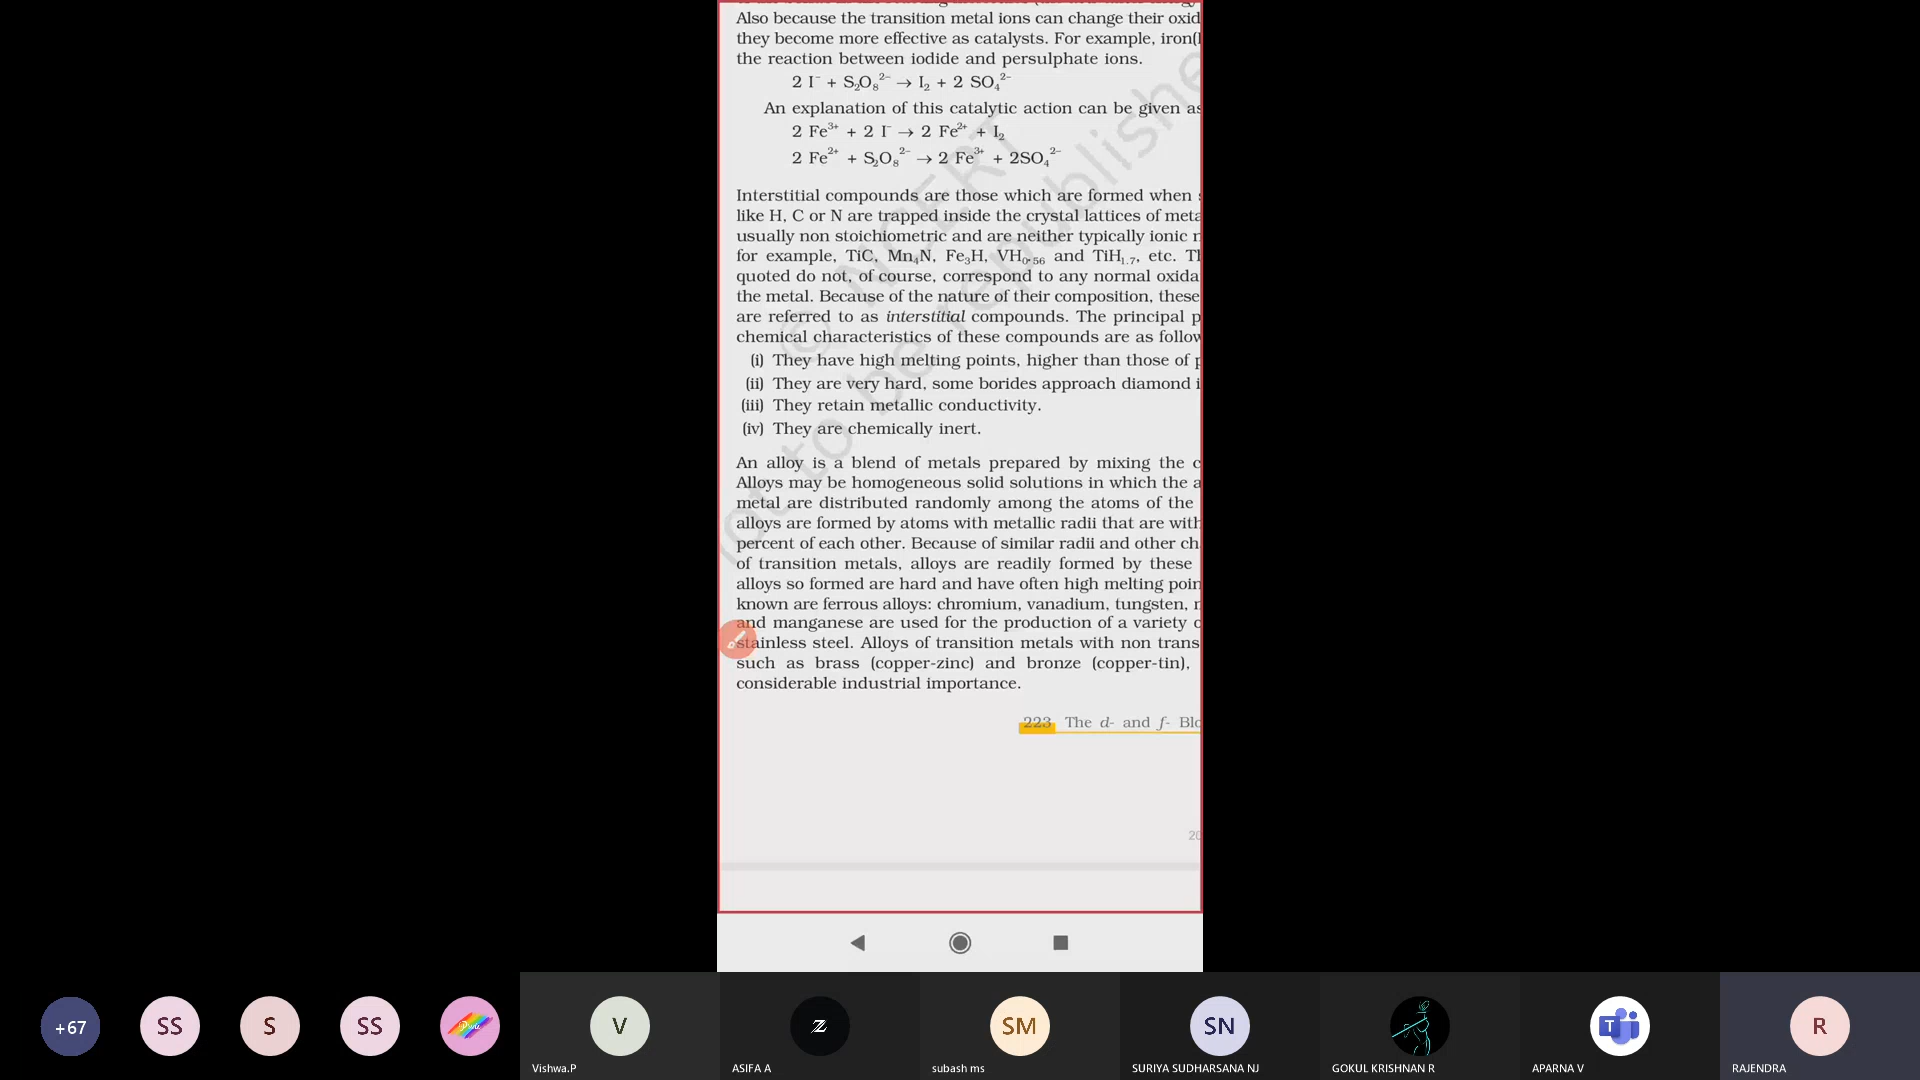 Also because the transition metal ions can change their oxid
they become more effective as catalysts. For example, iron(I
the reaction between iodide and persulphate ions.
2 I⁻ + S₂O₈²⁻ → I₂ + 2 SO₄²⁻
An explanation of this catalytic action can be given as
2 Fe³⁺ + 2 I⁻ → 2 Fe²⁺ + I₂
2 Fe²⁺ + S₂O₈²⁻ → 2 Fe³⁺ + 2SO₄²⁻
Interstitial compounds are those which are formed when s
like H, C or N are trapped inside the crystal lattices of meta
usually non stoichiometric and are neither typically ionic n
for example, TiC, Mn₄N, Fe₃H, VH₀.₅₆ and TiH₁.₇, etc. Th
quoted do not, of course, correspond to any normal oxida
the metal. Because of the nature of their composition, these
are referred to as interstitial compounds. The principal p
chemical characteristics of these compounds are as follow
(i) They have high melting points, higher than those of p
(ii) They are very hard, some borides approach diamond i
(iii) They retain metallic conductivity.
(iv) They are chemically inert.
An alloy is a blend of metals prepared by mixing the c
Alloys may be homogeneous solid solutions in which the a
metal are distributed randomly among the atoms of the
alloys are formed by atoms with metallic radii that are with
percent of each other. Because of similar radii and other ch
of transition metals, alloys are readily formed by these
alloys so formed are hard and have often high melting poin
known are ferrous alloys: chromium, vanadium, tungsten, m
and manganese are used for the production of a variety o
stainless steel. Alloys of transition metals with non trans
such as brass (copper-zinc) and bronze (copper-tin),
considerable industrial importance.
223 The d- and f- Blo
20
© NCERT
not to be republishe
+67 SS S SS Pwu V Z SM SN T R
Vishwa.P ASIFA A subash ms SURIYA SUDHARSANA NJ GOKUL KRISHNAN R APARNA V RAJENDRA